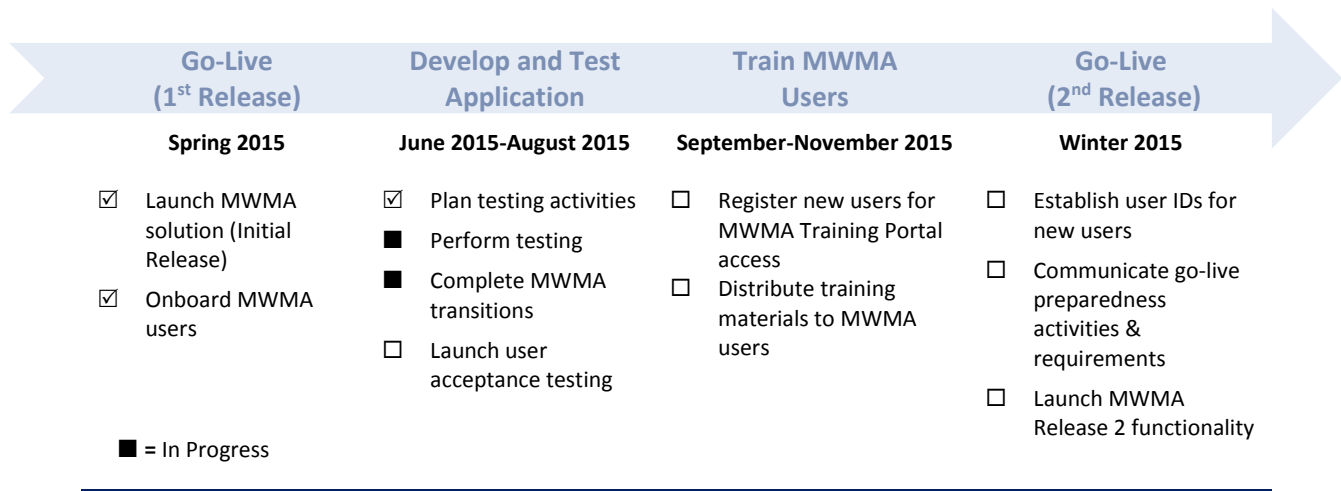 Go-Live
(1st Release)
Spring 2015
☑ Launch MWMA
solution (Initial
Release)
☑ Onboard MWMA
users
Develop and Test
Application
June 2015-August 2015
☑ Plan testing activities
■ Perform testing
■ Complete MWMA
transitions
☐ Launch user
acceptance testing
Train MWMA
Users
September-November 2015
☐ Register new users for
MWMA Training Portal
access
☐ Distribute training
materials to MWMA
users
Go-Live
(2nd Release)
Winter 2015
☐ Establish user IDs for
new users
☐ Communicate go-live
preparedness
activities &
requirements
☐ Launch MWMA
Release 2 functionality
■ = In Progress